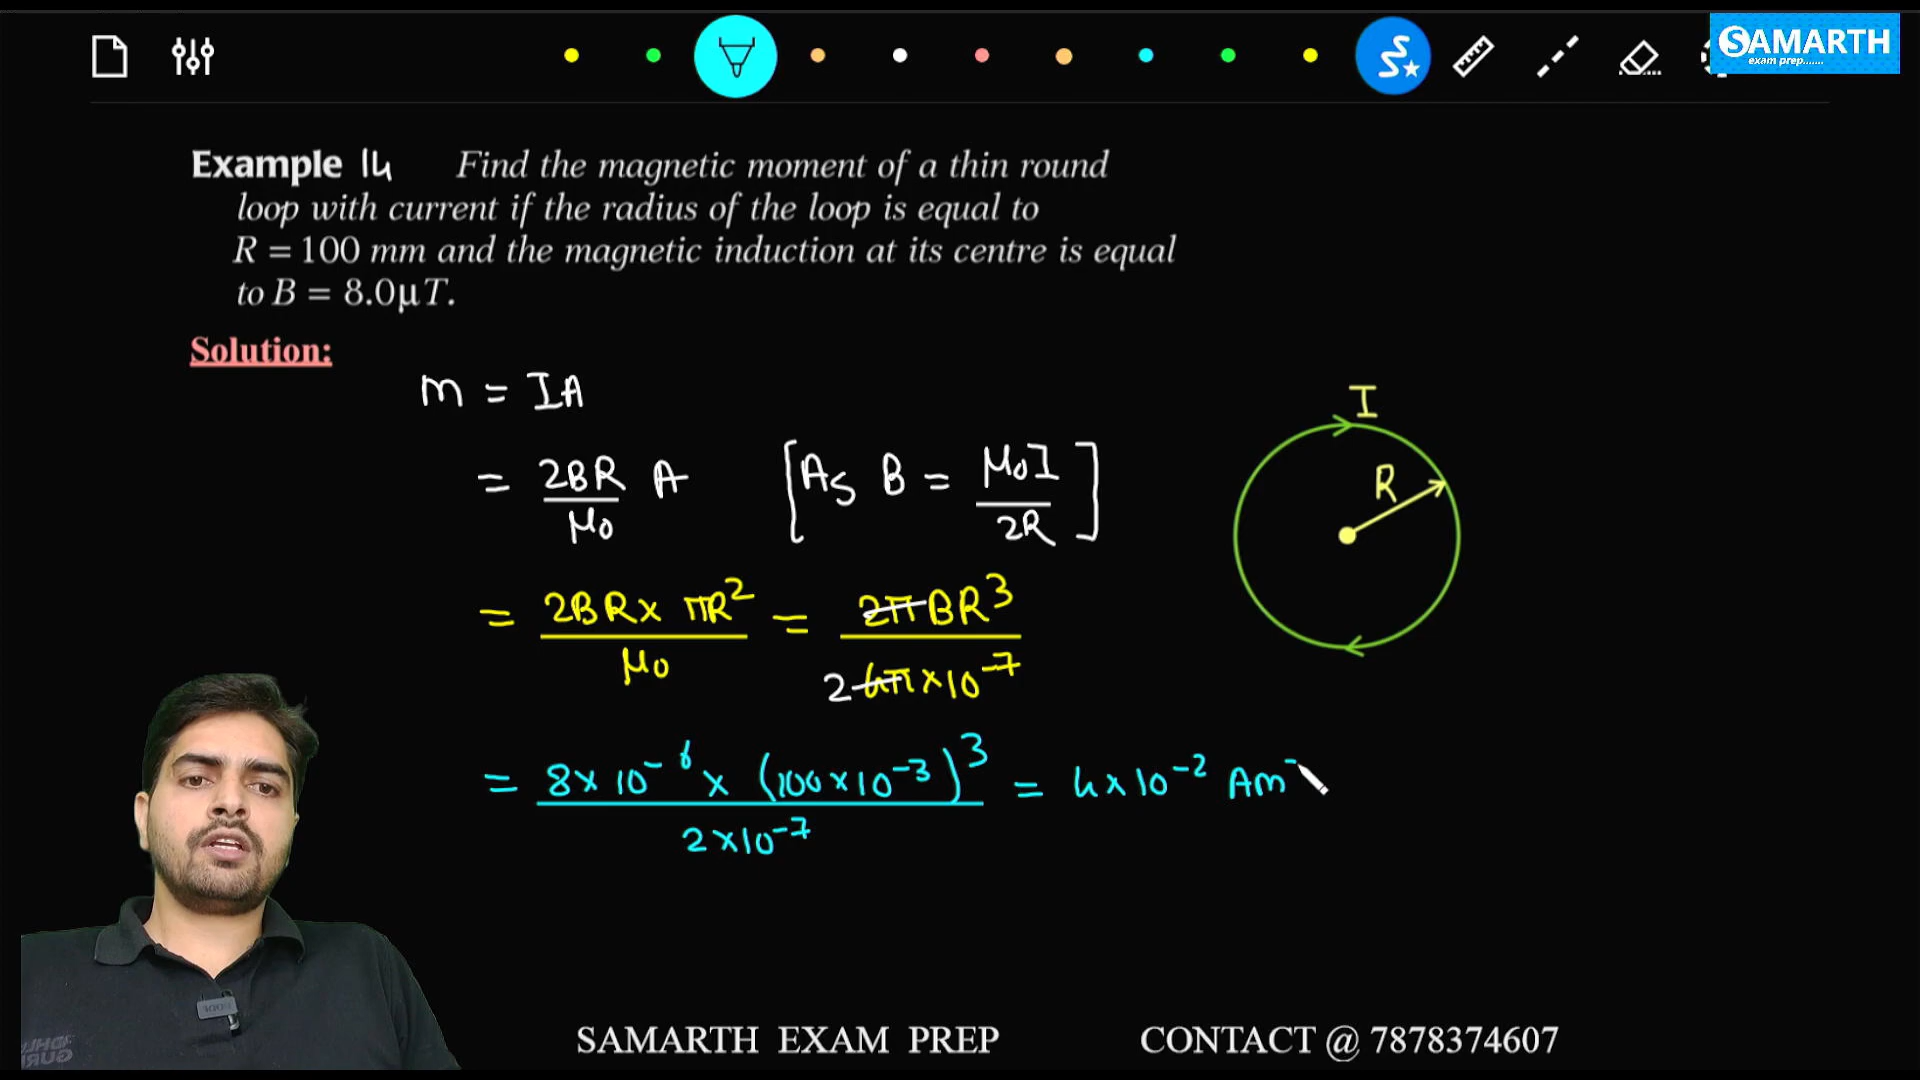 SAMARTH
exam prep.......
Example 14 Find the magnetic moment of a thin round
loop with current if the radius of the loop is equal to
R = 100 mm and the magnetic induction at its centre is equal
to B = 8.0μT.
Solution:
m = IA
= 2BR/μ0 A [As B = μ0I/2R]
= 2BR × πR²/μ0 = 2πBR³/2 4π×10⁻⁷
= 8×10⁻⁶ × (100×10⁻³)³/2×10⁻⁷ = 4×10⁻² Am
I
R
SAMARTH EXAM PREP CONTACT @ 7878374607